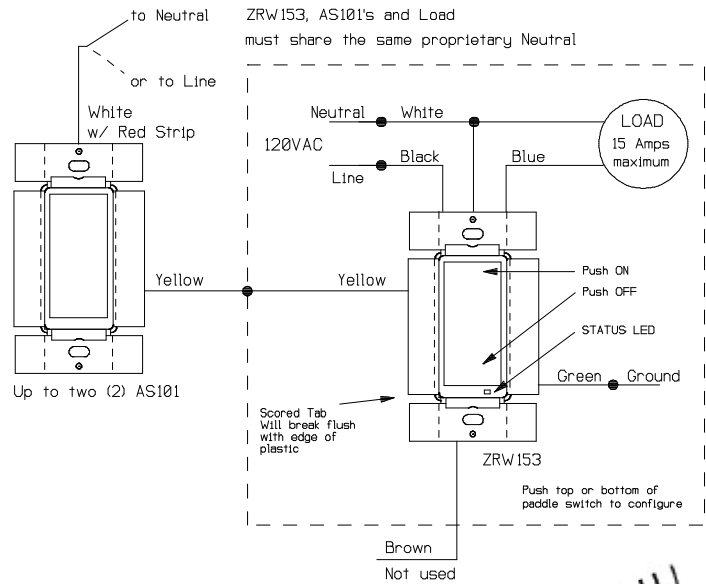 to Neutral
or to Line
White
w/ Red Strip
ZRW153, AS101's and Load
must share the same proprietary Neutral
Neutral
White
120VAC
Line
Black
Blue
LOAD
15 Amps
maximum
Yellow
Yellow
Push ON
Push OFF
STATUS LED
Green
Ground
Up to two (2) AS101
Scored Tab
Will break flush
with edge of
plastic
ZRW153
Push top or bottom of
paddle switch to configure
Brown
Not used